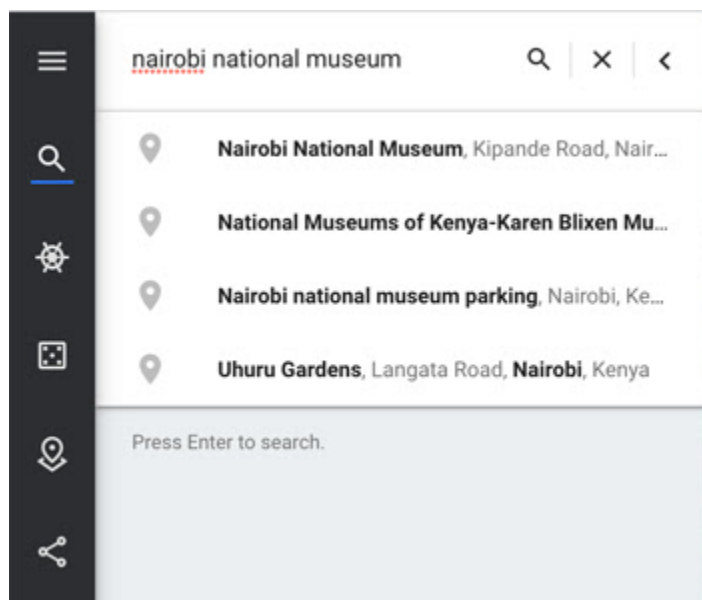 nairobi national museum
Nairobi National Museum, Kipande Road, Nair...
National Museums of Kenya-Karen Blixen Mu...
Nairobi national museum parking, Nairobi, Ke...
Uhuru Gardens, Langata Road, Nairobi, Kenya
Press Enter to search.